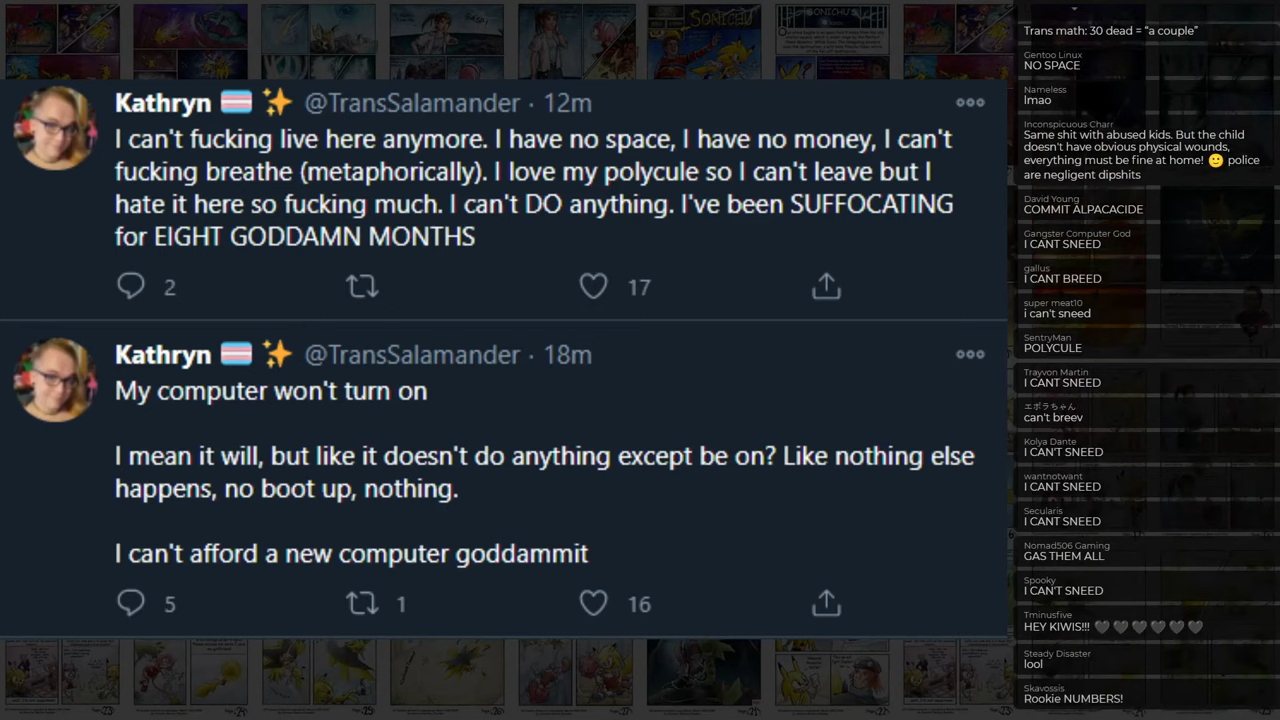 Kathryn 🏳️‍⚧️ ✨ @TransSalamander · 12m
I can't fucking live here anymore. I have no space, I have no money, I can't
fucking breathe (metaphorically). I love my polycule so I can't leave but I
hate it here so fucking much. I can't DO anything. I've been SUFFOCATING
for EIGHT GODDAMN MONTHS
2 17
Kathryn 🏳️‍⚧️ ✨ @TransSalamander · 18m
My computer won't turn on
I mean it will, but like it doesn't do anything except be on? Like nothing else
happens, no boot up, nothing.
I can't afford a new computer goddammit
5 1 16
Trans math: 30 dead = "a couple"
Gentoo Linux
NO SPACE
Nameless
lmao
Inconspicuous Charr
Same shit with abused kids. But the child
doesn't have obvious physical wounds,
everything must be fine at home! 🙂 police
are negligent dipshits
David Young
COMMIT ALPACACIDE
Gangster Computer God
I CANT SNEED
gallus
I CANT BREED
super meat10
i can't sneed
SentryMan
POLYCULE
Trayvon Martin
I CANT SNEED
エボラちゃん
can't breev
Kolya Dante
I CAN'T SNEED
wantnotwant
I CANT SNEED
Secularis
I CANT SNEED
Nomad506 Gaming
GAS THEM ALL
Spooky
I CAN'T SNEED
Tminusfive
HEY KIWIS!!! 🖤🖤🖤🖤🖤🖤
Steady Disaster
lool
Skavossis
Rookie NUMBERS!
SONICHU